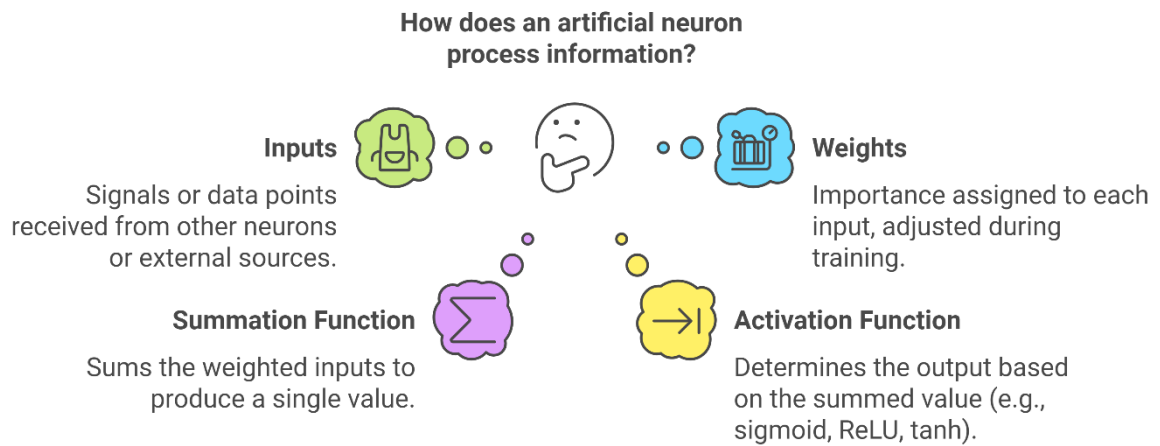 How does an artificial neuron
process information?
Inputs
Signals or data points
received from other neurons
or external sources.
Weights
Importance assigned to each
input, adjusted during
training.
Summation Function
Sums the weighted inputs to
produce a single value.
Activation Function
Determines the output based
on the summed value (e.g.,
sigmoid, ReLU, tanh).